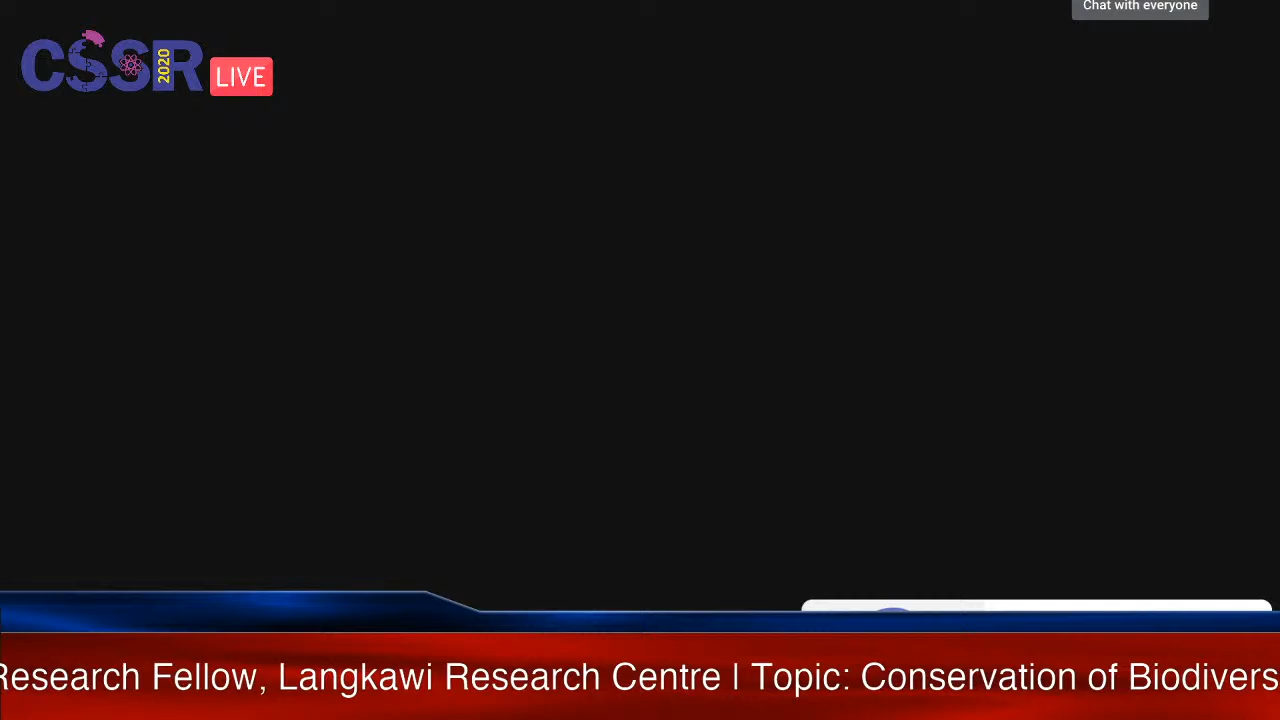 Chat with everyone
CSSR 2020 LIVE
Research Fellow, Langkawi Research Centre | Topic: Conservation of Biodivers